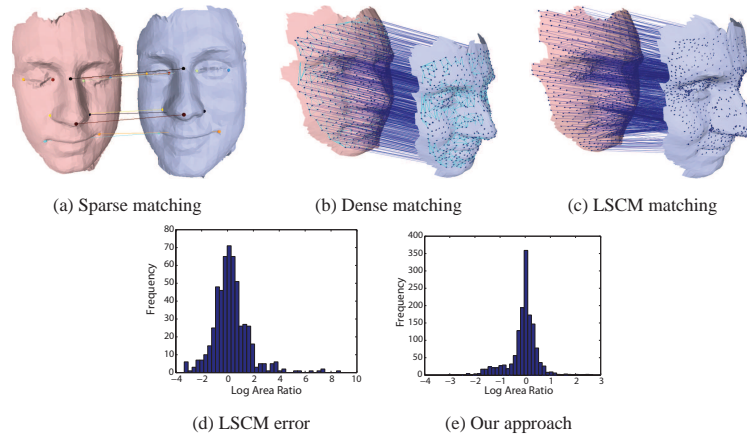 (a) Sparse matching
(b) Dense matching
(c) LSCM matching
80
70
60
50
40
30
20
10
0
Frequency
−4 −2 0 2 4 6 8 10
Log Area Ratio
(d) LSCM error
400
350
300
250
200
150
100
50
0
Frequency
−4 −3 −2 −1 0 1 2 3
Log Area Ratio
(e) Our approach